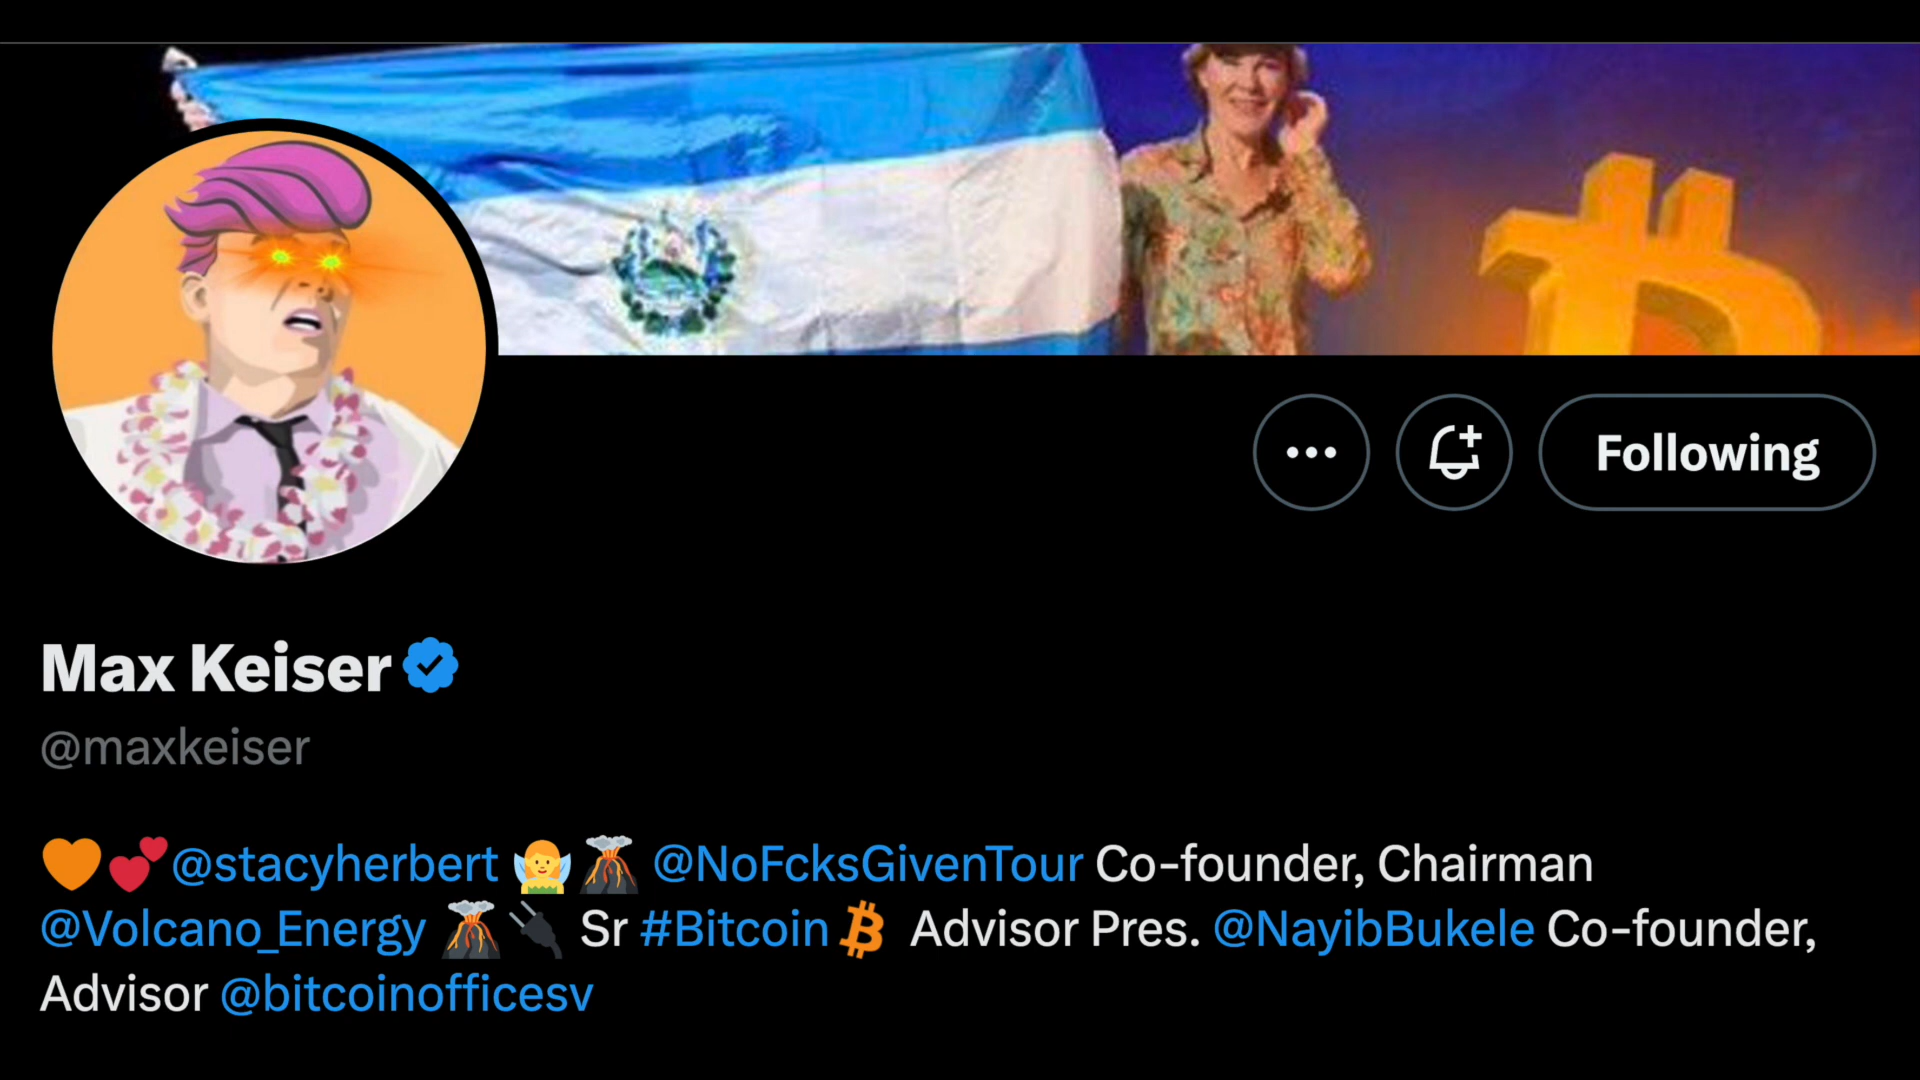 Following
Max Keiser
@maxkeiser
🧡💕@stacyherbert 🧚🌋 @NoFcksGivenTour Co-founder, Chairman
@Volcano_Energy 🌋🔌 Sr #Bitcoin Advisor Pres. @NayibBukele Co-founder,
Advisor @bitcoinofficesv